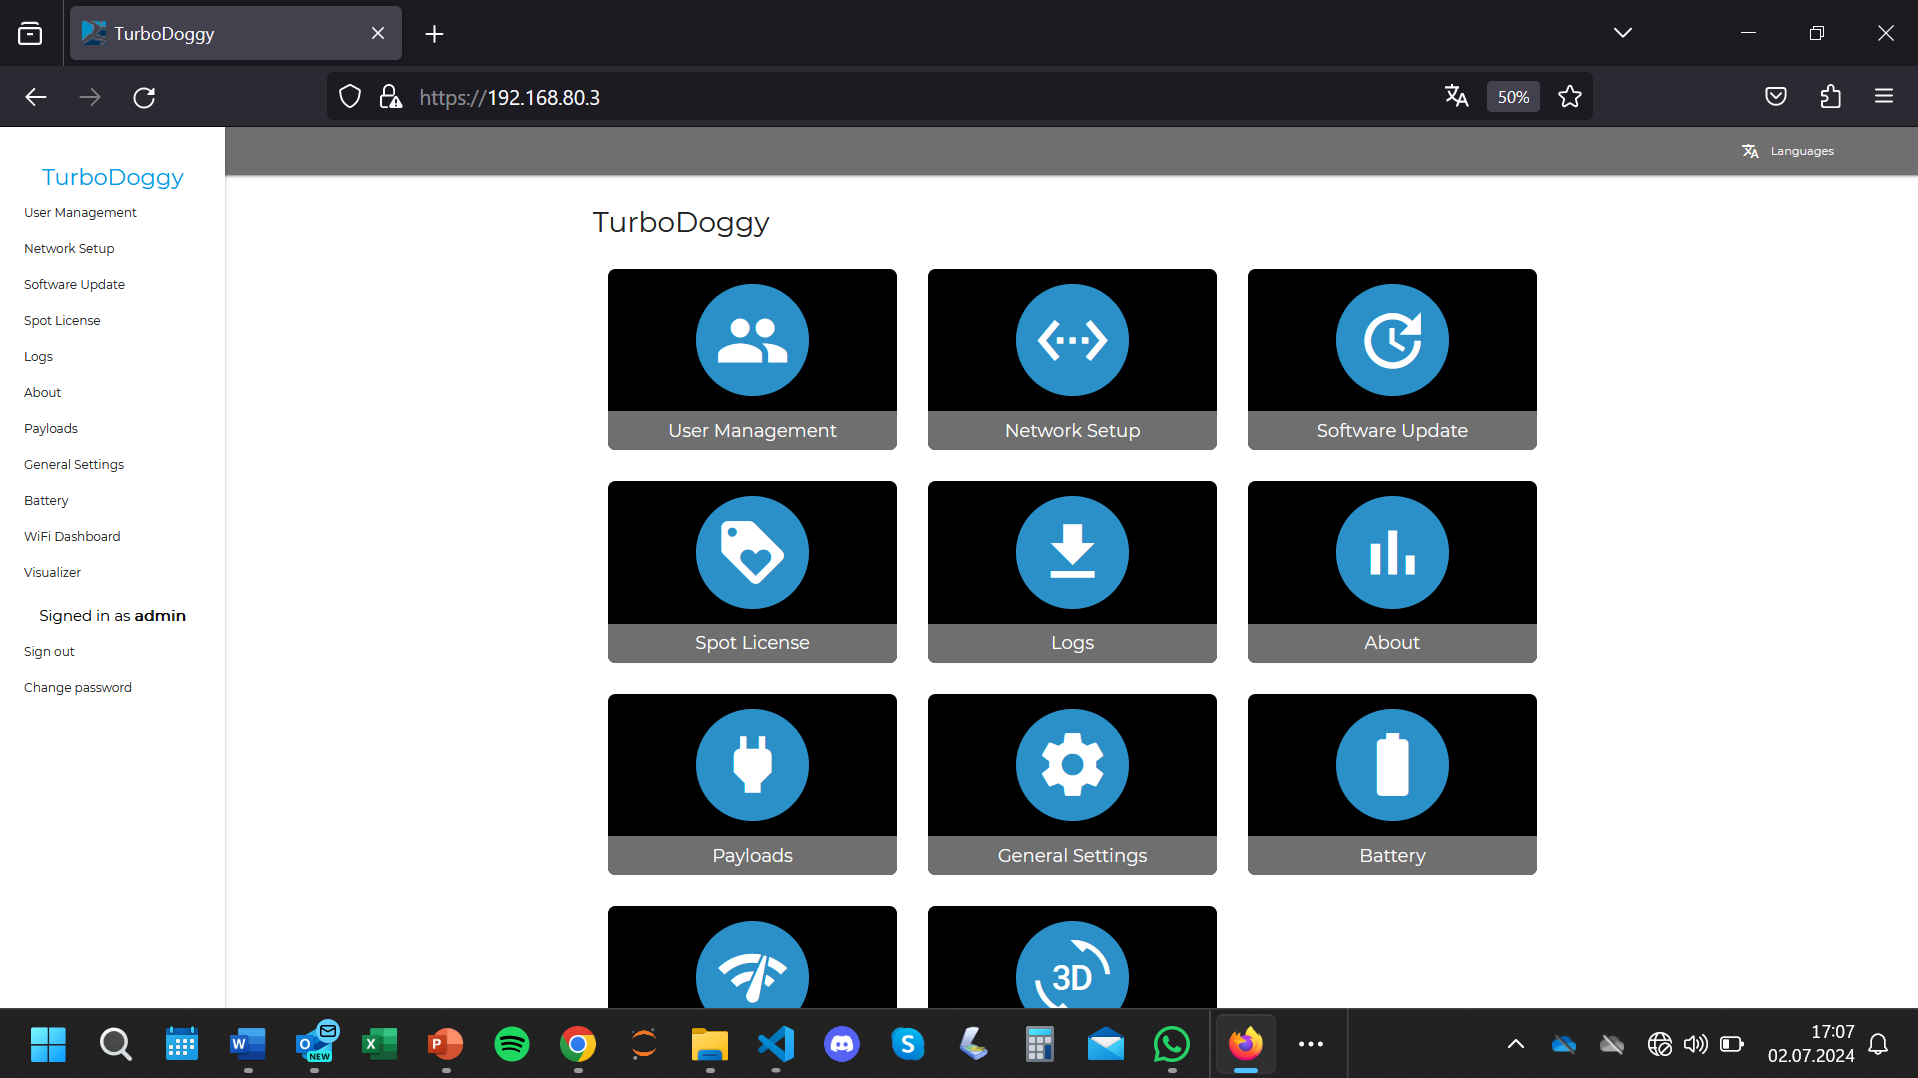 TurboDoggy
https://192.168.80.3
50%
Languages
TurboDoggy
User Management
Network Setup
Software Update
Spot License
Logs
About
Payloads
General Settings
Battery
WiFi Dashboard
Visualizer
Signed in as admin
Sign out
Change password
TurboDoggy
User Management
Network Setup
Software Update
Spot License
Logs
About
Payloads
General Settings
Battery
3D
W
O
NEW
X
P
S
17:07
02.07.2024